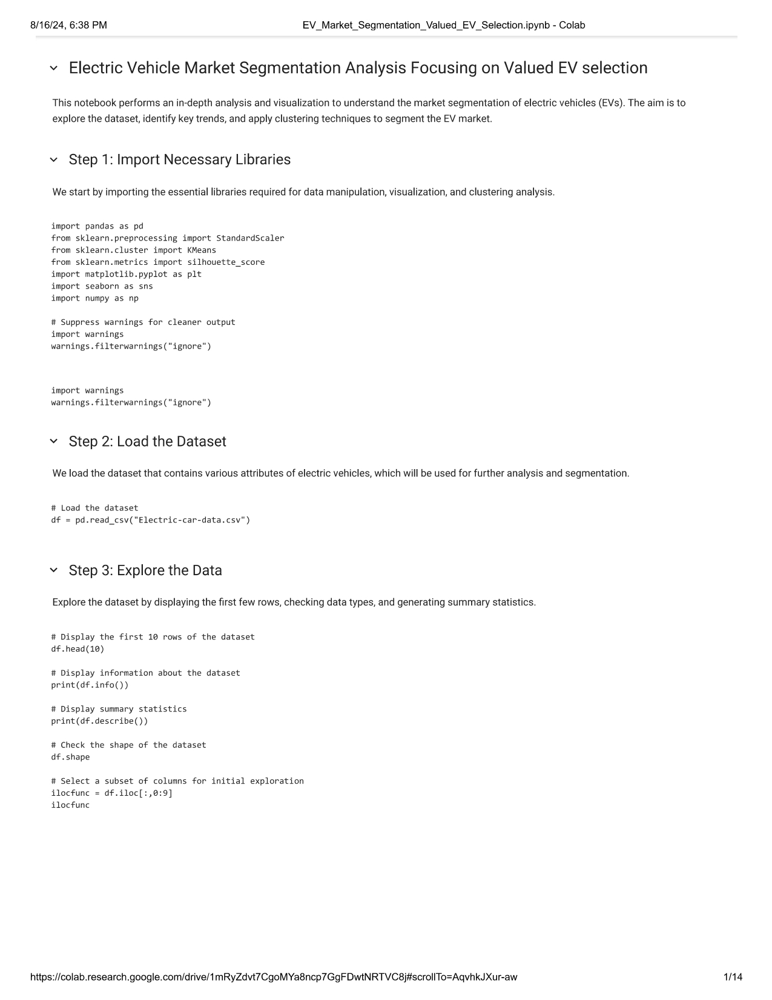 8/16/24, 6:38 PM
EV_Market_Segmentation_Valued_EV_Selection.ipynb - Colab
Electric Vehicle Market Segmentation Analysis Focusing on Valued EV selection
This notebook performs an in-depth analysis and visualization to understand the market segmentation of electric vehicles (EVs). The aim is to
explore the dataset, identify key trends, and apply clustering techniques to segment the EV market.
Step 1: Import Necessary Libraries
We start by importing the essential libraries required for data manipulation, visualization, and clustering analysis.
import pandas as pd
from sklearn.preprocessing import StandardScaler
from sklearn.cluster import KMeans
from sklearn.metrics import silhouette_score
import matplotlib.pyplot as plt
import seaborn as sns
import numpy as np
# Suppress warnings for cleaner output
import warnings
warnings.filterwarnings("ignore")
import warnings
warnings.filterwarnings("ignore")
Step 2: Load the Dataset
We load the dataset that contains various attributes of electric vehicles, which will be used for further analysis and segmentation.
# Load the dataset
df = pd.read_csv("Electric-car-data.csv")
Step 3: Explore the Data
Explore the dataset by displaying the first few rows, checking data types, and generating summary statistics.
# Display the first 10 rows of the dataset
df.head(10)
# Display information about the dataset
print(df.info())
# Display summary statistics
print(df.describe())
# Check the shape of the dataset
df.shape
# Select a subset of columns for initial exploration
ilocfunc = df.iloc[:,0:9]
ilocfunc
https://colab.research.google.com/drive/1mRyZdvt7CgoMYa8ncp7GgFDwtNRTVC8j#scrollTo=AqvhkJXur-aw
1/14